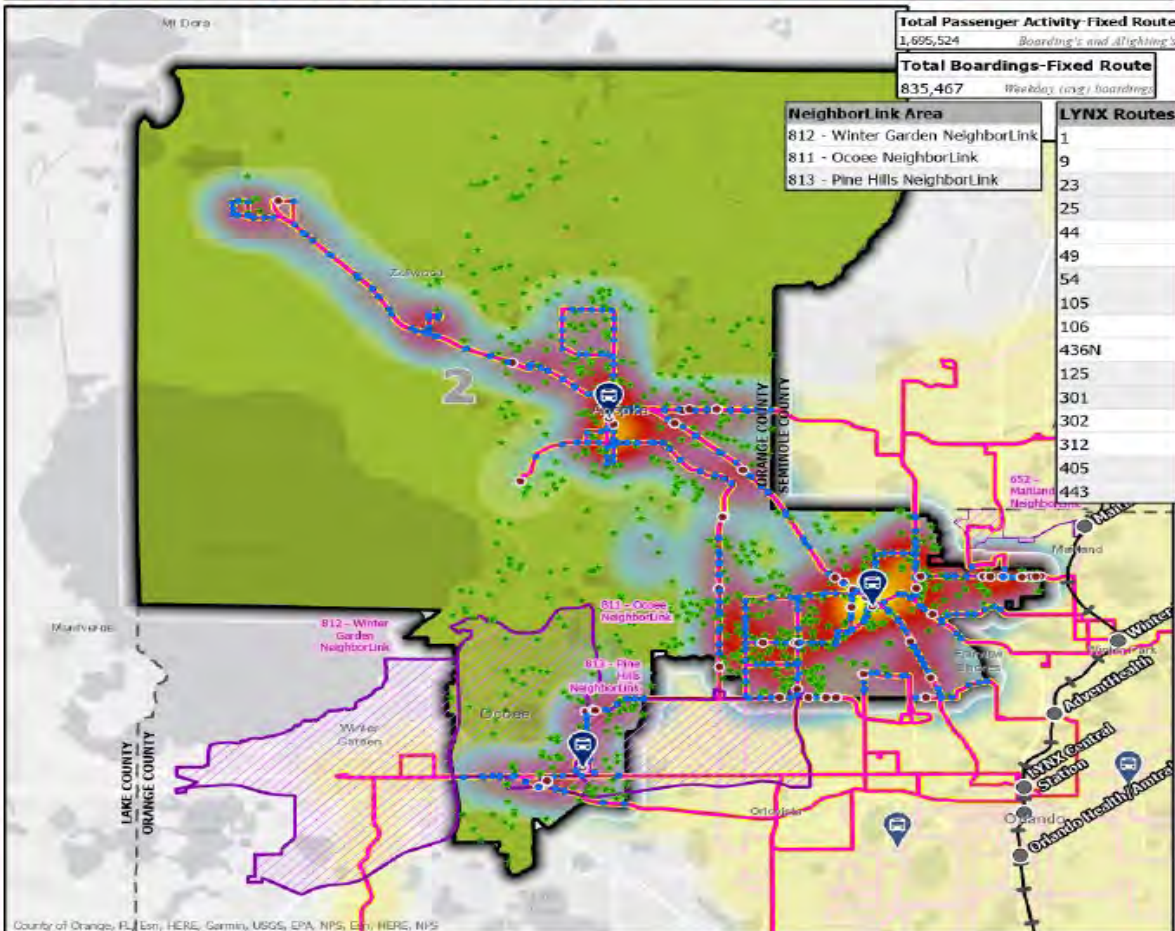 Mt Dora
Total Passenger Activity-Fixed Route
1,695,524 Boarding's and Alighting's
Total Boardings-Fixed Route
835,467 Weekday (avg) boardings
NeighborLink Area
812 - Winter Garden NeighborLink
811 - Ocoee NeighborLink
813 - Pine Hills NeighborLink
LYNX Routes
1
9
23
25
44
49
54
105
106
436N
125
301
302
312
405
443
Zellwood
2
Apopka
ORANGE COUNTY
SEMINOLE COUNTY
652 -
Maitland
Maitland
Montverde
812 - Winter
Garden
NeighborLink
811 - Ocoee
NeighborLink
813 - Pine
Hills
NeighborLink
Fairview
Shores
Winter
Winter Park
AdventHealth
Ocoee
Winter
Garden
LAKE COUNTY
ORANGE COUNTY
LYNX Central
Station
Orlovista
Orlando
Orlando Health/Amtrak
County of Orange, FL, Esri, HERE, Garmin, USGS, EPA, NPS, Esri, HERE, NPS